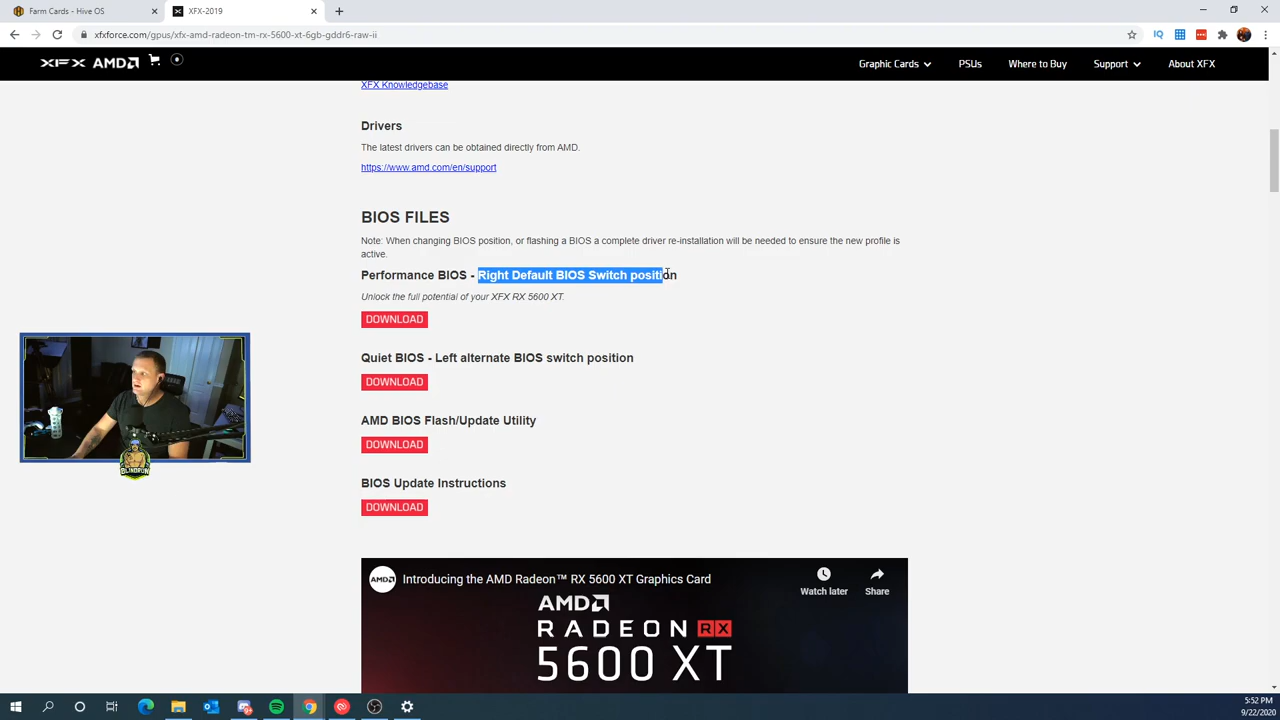 Farm Cards - Hive OS
XFX-2019
xfxforce.com/gpus/xfx-amd-radeon-tm-rx-5600-xt-6gb-gddr6-raw-ii
IQ
XFX AMD
Graphic Cards
PSUs
Where to Buy
Support
About XFX
XFX Knowledgebase
Drivers
The latest drivers can be obtained directly from AMD.
https://www.amd.com/en/support
BIOS FILES
Note: When changing BIOS position, or flashing a BIOS a complete driver re-installation will be needed to ensure the new profile is
active.
Performance BIOS - Right Default BIOS Switch position
Unlock the full potential of your XFX RX 5600 XT.
DOWNLOAD
Quiet BIOS - Left alternate BIOS switch position
DOWNLOAD
AMD BIOS Flash/Update Utility
DOWNLOAD
BIOS Update Instructions
DOWNLOAD
BLINDRUN
AMD
Introducing the AMD Radeon™ RX 5600 XT Graphics Card
Watch later
Share
AMD
RADEON RX
5600 XT
5:52 PM
9/22/2020